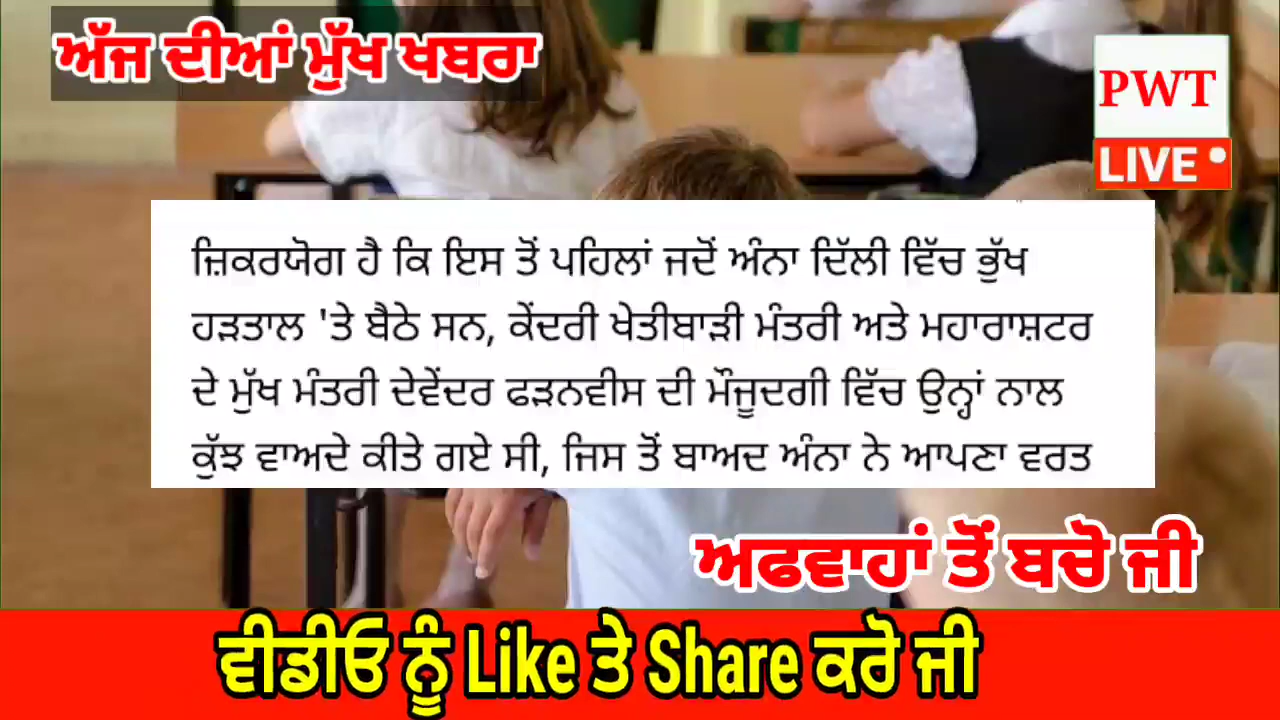 ਅੱਜ ਦੀਆਂ ਮੁੱਖ ਖਬਰਾ
PWT
LIVE
ਜ਼ਿਕਰਯੋਗ ਹੈ ਕਿ ਇਸ ਤੋਂ ਪਹਿਲਾਂ ਜਦੋਂ ਅੰਨਾ ਦਿੱਲੀ ਵਿੱਚ ਭੁੱਖ
ਹੜਤਾਲ 'ਤੇ ਬੈਠੇ ਸਨ, ਕੇਂਦਰੀ ਖੇਤੀਬਾੜੀ ਮੰਤਰੀ ਅਤੇ ਮਹਾਰਾਸ਼ਟਰ
ਦੇ ਮੁੱਖ ਮੰਤਰੀ ਦੇਵੇਂਦਰ ਫੜਨਵੀਸ ਦੀ ਮੌਜੂਦਗੀ ਵਿੱਚ ਉਨ੍ਹਾਂ ਨਾਲ
ਕੁੱਝ ਵਾਅਦੇ ਕੀਤੇ ਗਏ ਸੀ, ਜਿਸ ਤੋਂ ਬਾਅਦ ਅੰਨਾ ਨੇ ਆਪਣਾ ਵਰਤ
ਅਫਵਾਹਾਂ ਤੋਂ ਬਚੋ ਜੀ
ਵੀਡੀਓ ਨੂੰ Like ਤੇ Share ਕਰੋ ਜੀ